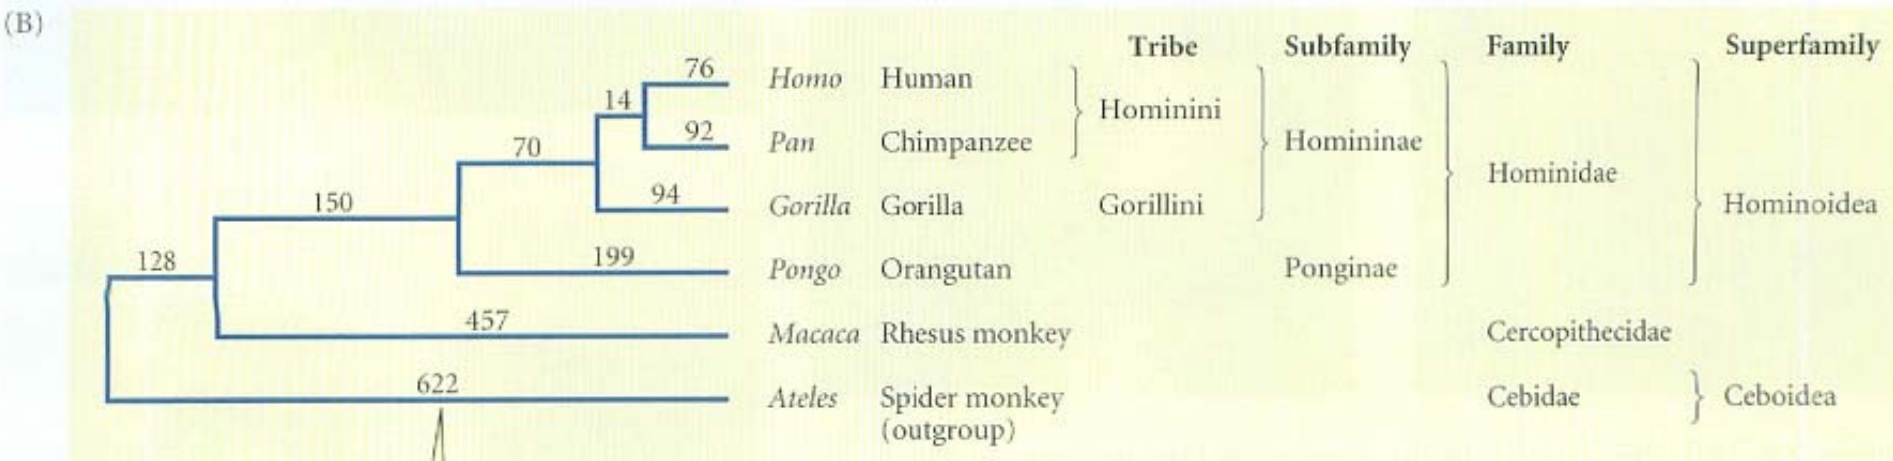 (B)
Tribe Subfamily Family Superfamily
76 Homo Human
14 Hominini
92 Pan Chimpanzee Homininae
70
Hominidae
94 Gorilla Gorilla Gorillini Hominoidea
150
199 Pongo Orangutan Ponginae
128
457 Macaca Rhesus monkey Cercopithecidae
622 Ateles Spider monkey Cebidae Ceboidea
(outgroup)